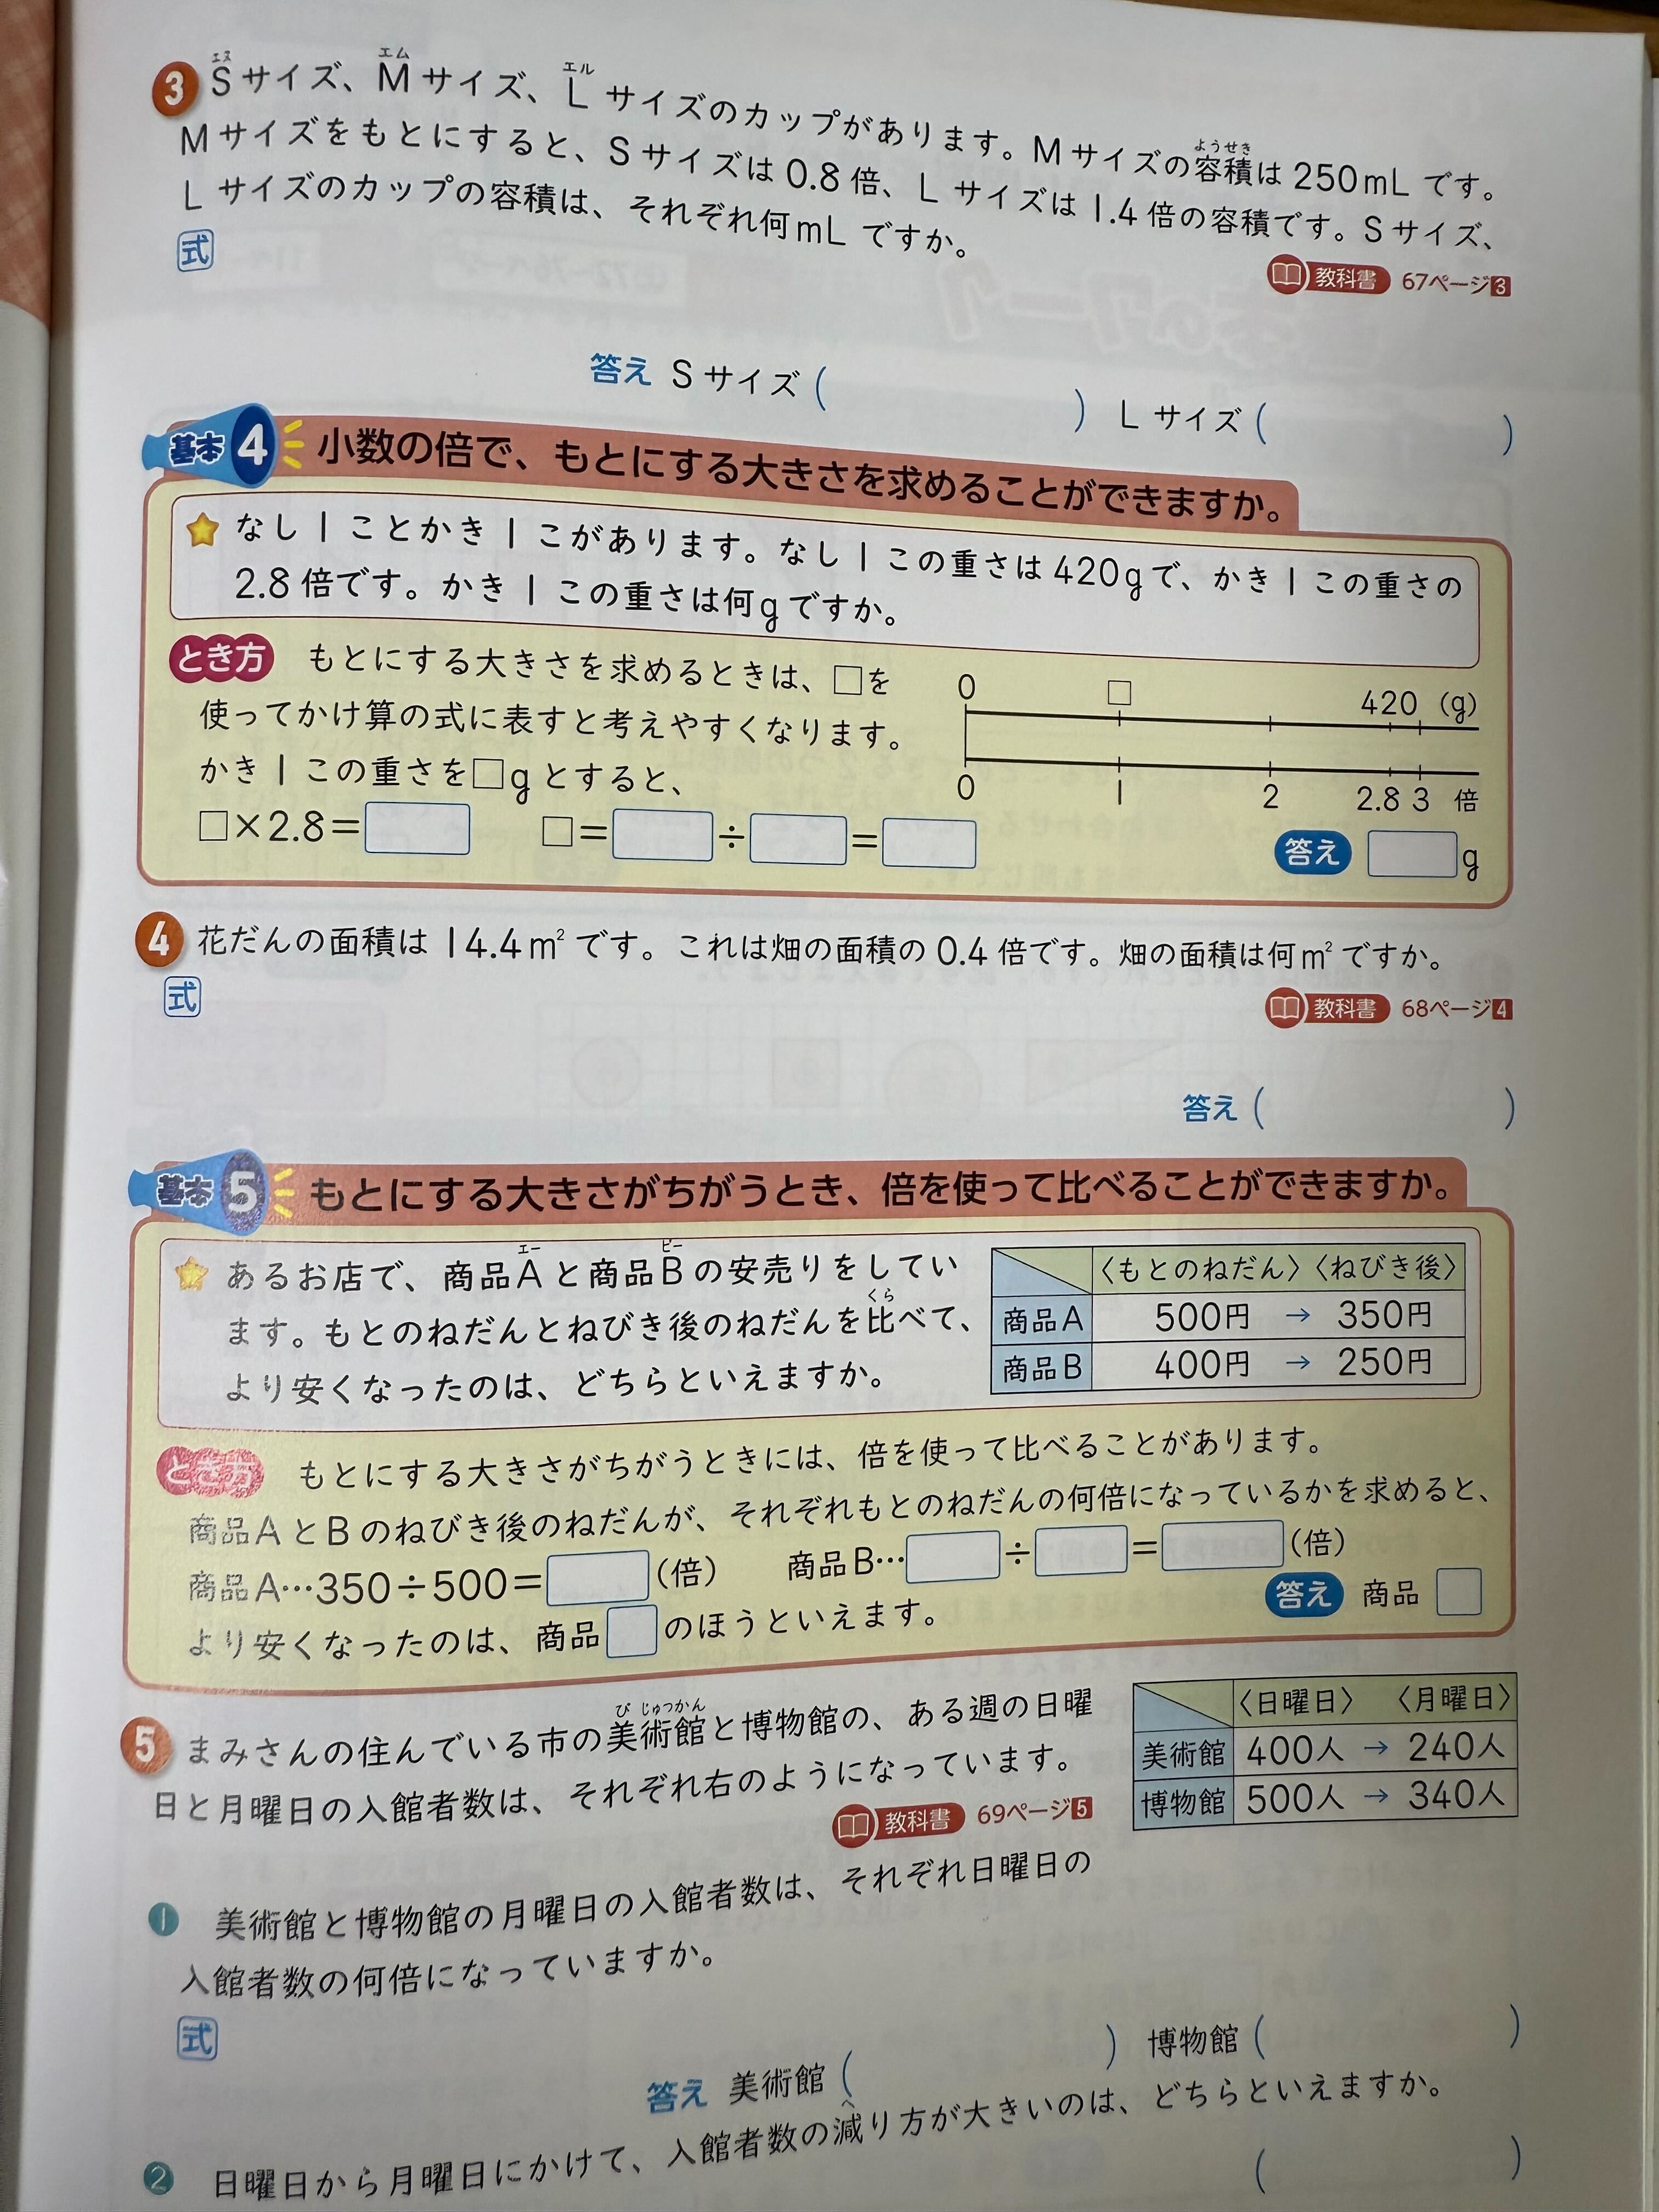 3 Sサイズ、Mサイズ、Lサイズのカップがあります。Mサイズの容積は250mLです。
エス エム エル ようせき
Mサイズをもとにすると、Sサイズは0.8倍、Lサイズは1.4倍の容積です。Sサイズ、
Lサイズのカップの容積は、それぞれ何mLですか。
教科書 67ページ3
式
答え Sサイズ( ) Lサイズ( )
基本4 小数の倍で、もとにする大きさを求めることができますか。
なし1ことかき1こがあります。なし1この重さは420gで、かき1この重さの
2.8倍です。かき1この重さは何gですか。
とき方 もとにする大きさを求めるときは、□を
使ってかけ算の式に表すと考えやすくなります。
かき1この重さを□gとすると、
□×2.8=□ □=□÷□=□
0 □ 420 (g)
0 1 2 2.8 3 倍
答え □g
4 花だんの面積は14.4m²です。これは畑の面積の0.4倍です。畑の面積は何m²ですか。
教科書 68ページ4
式
答え( )
基本5 もとにする大きさがちがうとき、倍を使って比べることができますか。
あるお店で、商品Aと商品Bの安売りをしてい
エー ビー
ます。もとのねだんとねびき後のねだんを比べて、
くら
より安くなったのは、どちらといえますか。
〈もとのねだん〉〈ねびき後〉
商品A 500円 → 350円
商品B 400円 → 250円
とき方 もとにする大きさがちがうときには、倍を使って比べることがあります。
商品AとBのねびき後のねだんが、それぞれもとのねだんの何倍になっているかを求めると、
商品A…350÷500=□(倍) 商品B…□÷□=□(倍)
より安くなったのは、商品□のほうといえます。
答え 商品□
5 まみさんの住んでいる市の美術館と博物館の、ある週の日曜
び じゅつかん
日と月曜日の入館者数は、それぞれ右のようになっています。
教科書 69ページ5
〈日曜日〉 〈月曜日〉
美術館 400人 → 240人
博物館 500人 → 340人
1 美術館と博物館の月曜日の入館者数は、それぞれ日曜日の
入館者数の何倍になっていますか。
式
答え 美術館( ) 博物館( )
2 日曜日から月曜日にかけて、入館者数の減り方が大きいのは、どちらといえますか。
へ
( )